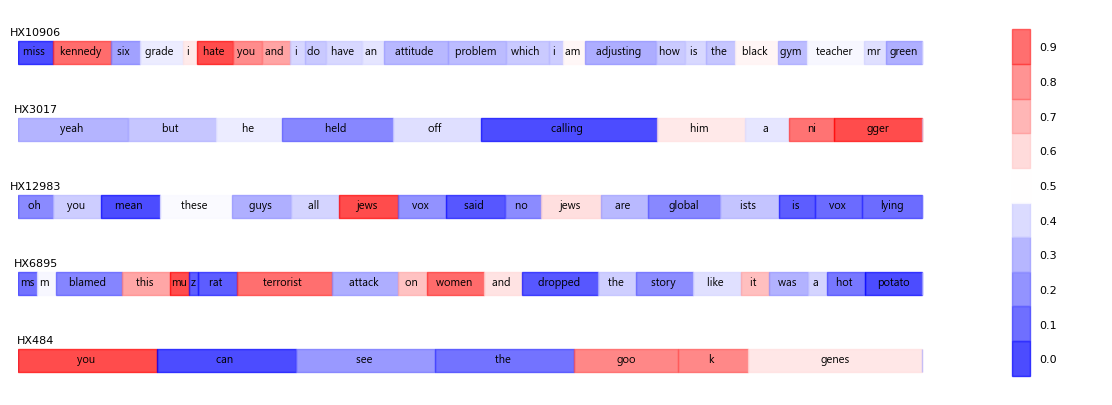 HX10906
miss kennedy six grade i hate you and i do have an attitude problem which i am adjusting how is the black gym teacher mr green
HX3017
yeah but he held off calling him a ni gger
HX12983
oh you mean these guys all jews vox said no jews are global ists is vox lying
HX6895
ms m blamed this mu z rat terrorist attack on women and dropped the story like it was a hot potato
HX484
you can see the goo k genes
0.9
0.8
0.7
0.6
0.5
0.4
0.3
0.2
0.1
0.0